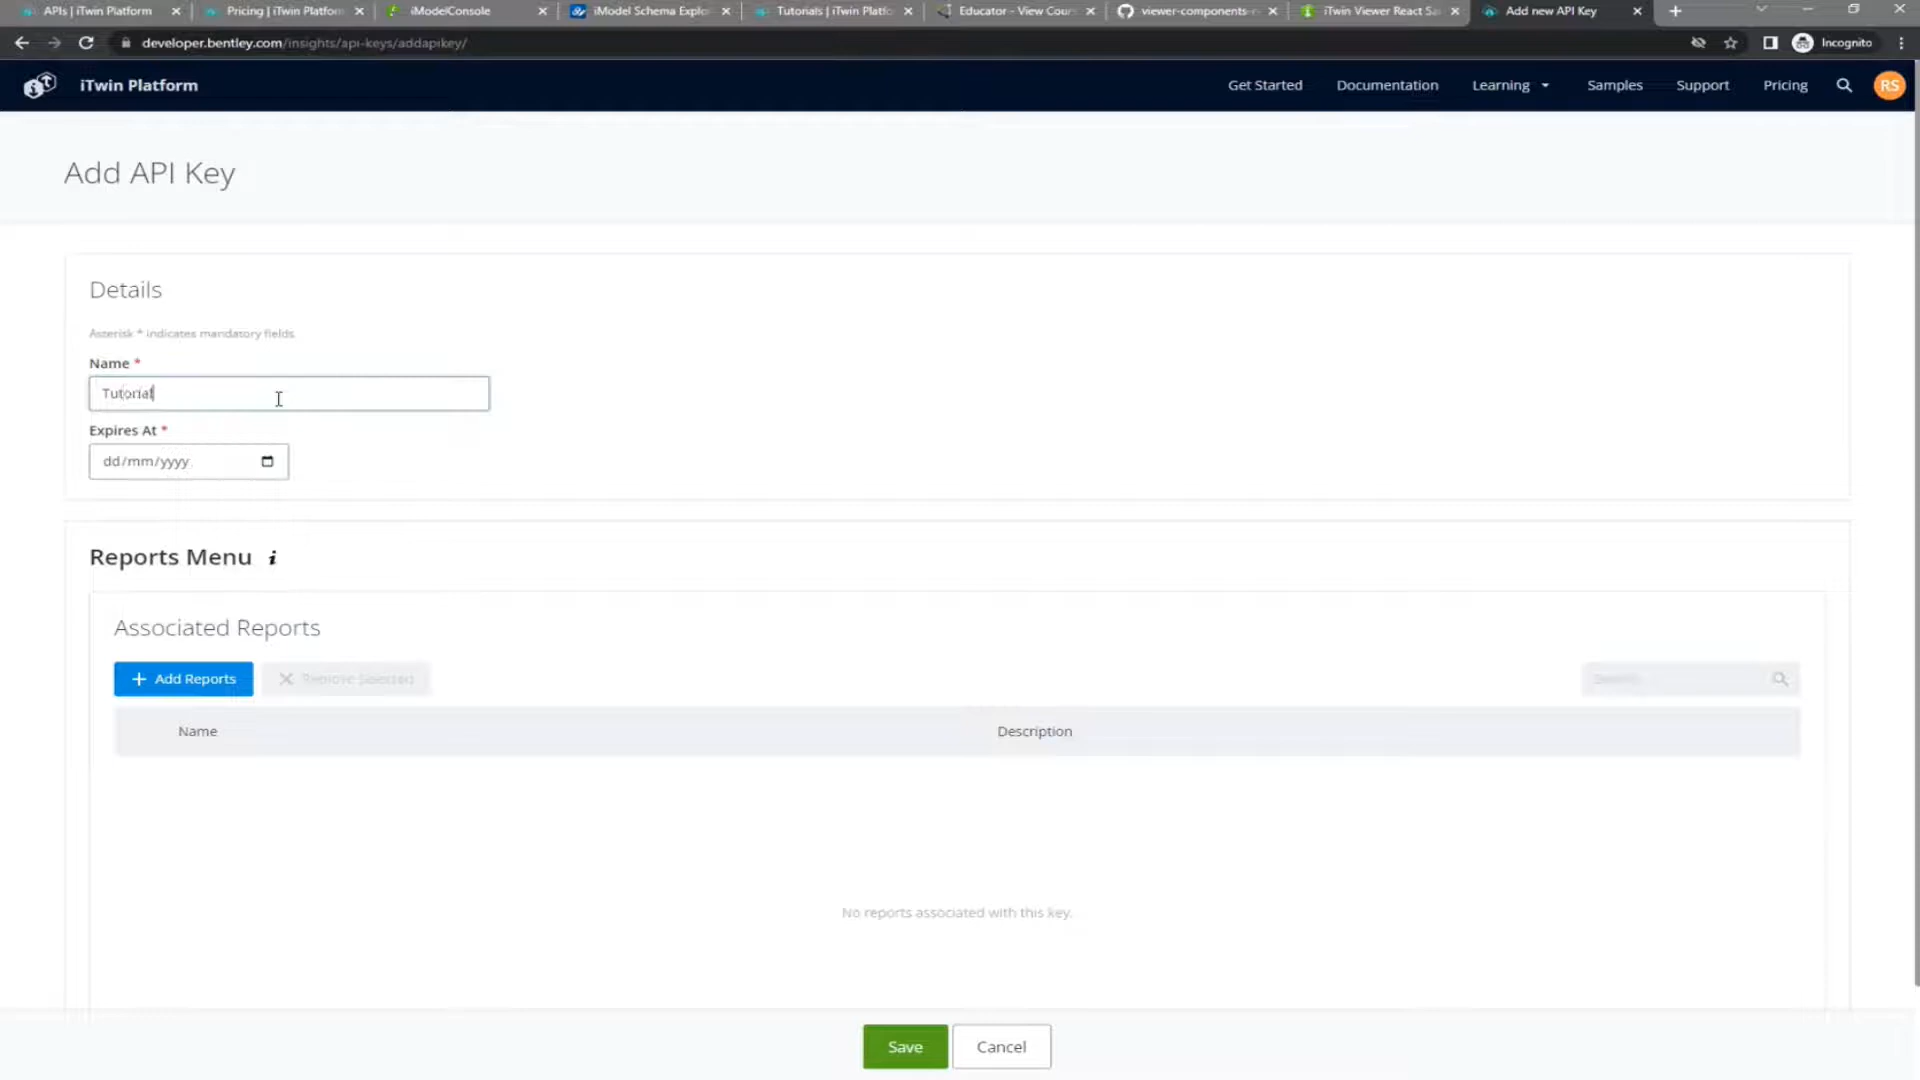 APIs | iTwin Platform
Pricing | iTwin Platform
iModelConsole
iModel Schema Explo
Tutorials | iTwin Platfo
Educator - View Cour
viewer-components-r
iTwin Viewer React Sa
Add new API Key
developer.bentley.com/insights/api-keys/addapikey/
Incognito
iTwin Platform
Get Started
Documentation
Learning
Samples
Support
Pricing
RS
Add API Key
Details
Asterisk * indicates mandatory fields
Name *
Tutorial
Expires At *
dd/mm/yyyy
Reports Menu i
Associated Reports
+ Add Reports
Remove Selected
Search
Name
Description
No reports associated with this key.
Save
Cancel